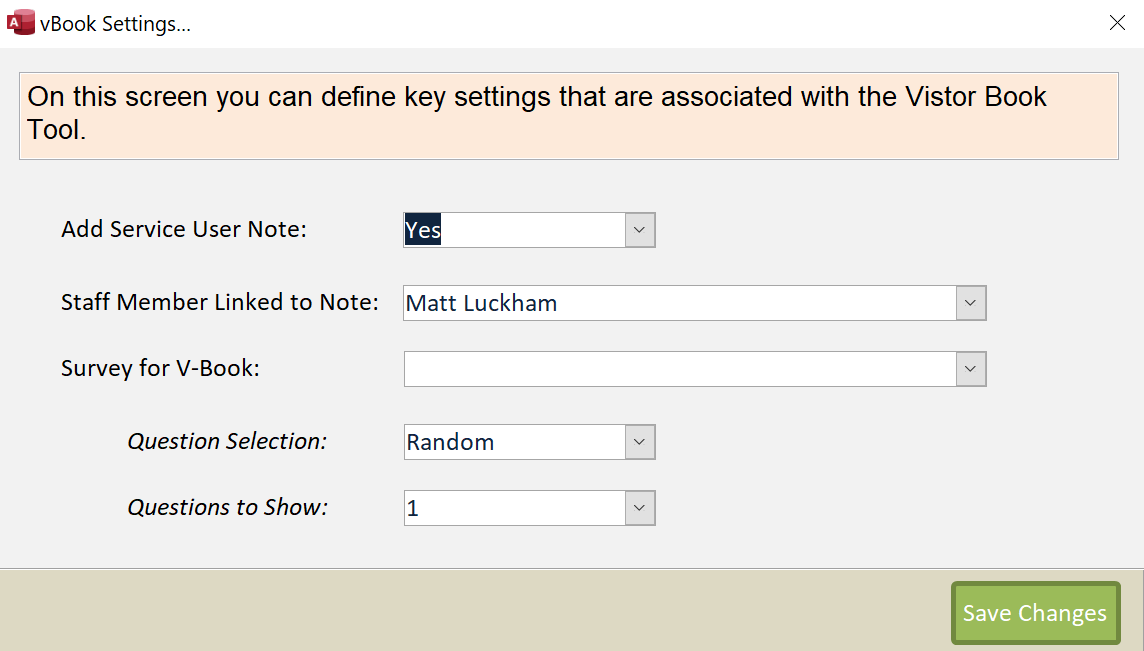 A vBook Settings...
On this screen you can define key settings that are associated with the Vistor Book
Tool.
Add Service User Note: Yes
Staff Member Linked to Note: Matt Luckham
Survey for V-Book:
Question Selection: Random
Questions to Show: 1
Save Changes